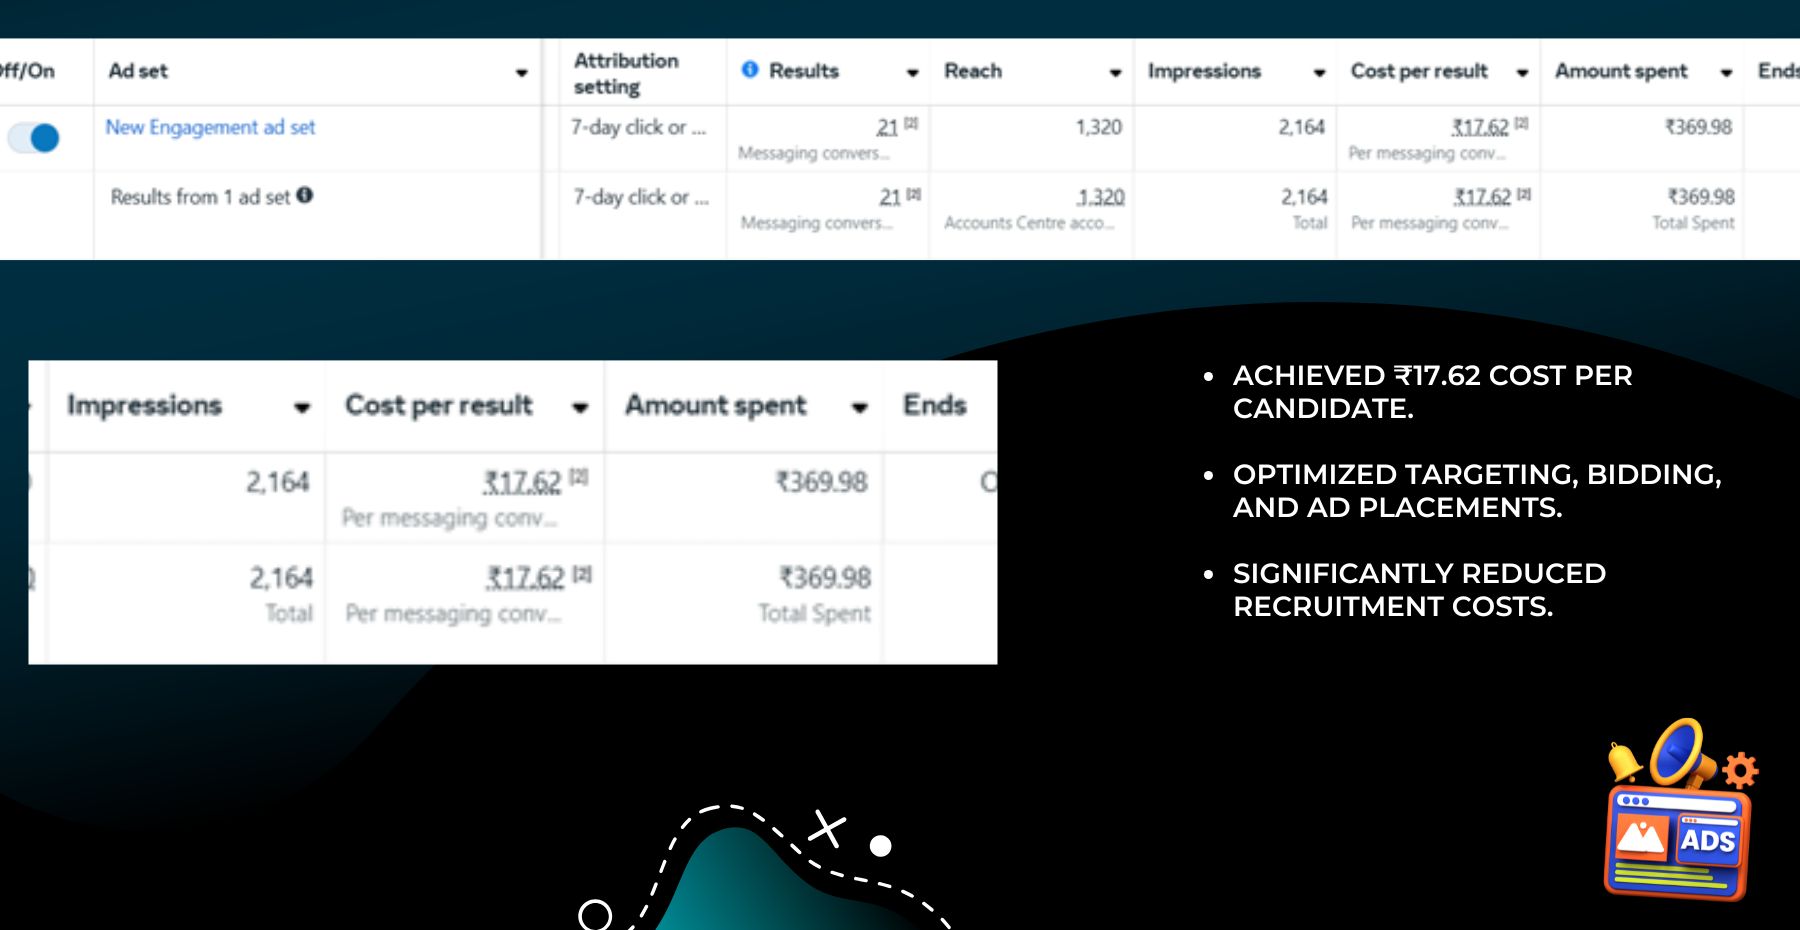 Off/On Ad set Attribution setting Results Reach Impressions Cost per result Amount spent Ends
New Engagement ad set 7-day click or ... 21 [2] 1,320 2,164 ₹17.62 [2] ₹369.98
Messaging convers... Per messaging conv...
Results from 1 ad set 7-day click or ... 21 [2] 1,320 2,164 ₹17.62 [2] ₹369.98
Messaging convers... Accounts Centre acco... Total Per messaging conv... Total Spent
Impressions Cost per result Amount spent Ends
2,164 ₹17.62 [2] ₹369.98
Per messaging conv...
2,164 ₹17.62 [2] ₹369.98
Total Per messaging conv... Total Spent
• ACHIEVED ₹17.62 COST PER
CANDIDATE.
• OPTIMIZED TARGETING, BIDDING,
AND AD PLACEMENTS.
• SIGNIFICANTLY REDUCED
RECRUITMENT COSTS.
ADS